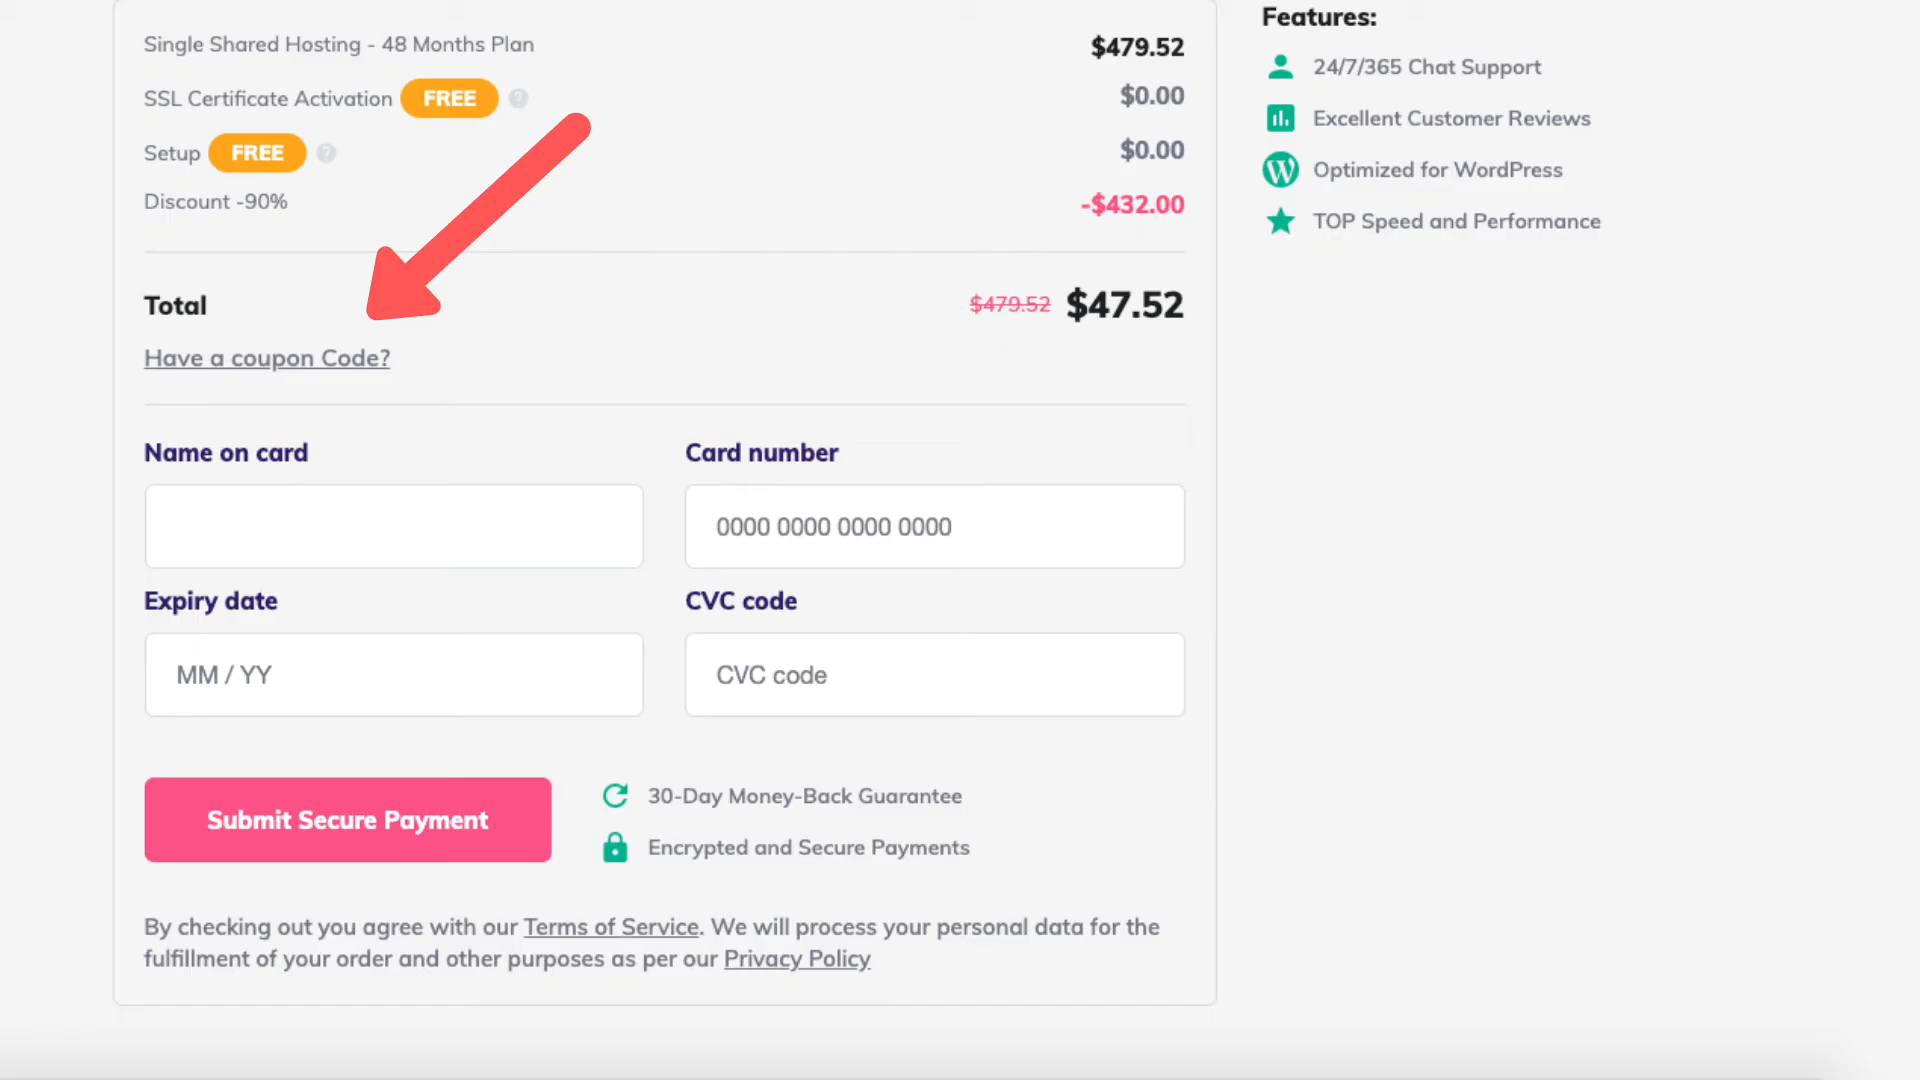 Single Shared Hosting - 48 Months Plan $479.52
SSL Certificate Activation FREE ? $0.00
Setup FREE ? $0.00
Discount -90% -$432.00
Total $479.52 $47.52
Have a coupon Code?
Name on card Card number
0000 0000 0000 0000
Expiry date CVC code
MM / YY CVC code
Submit Secure Payment
30-Day Money-Back Guarantee
Encrypted and Secure Payments
By checking out you agree with our Terms of Service. We will process your personal data for the
fulfillment of your order and other purposes as per our Privacy Policy
Features:
24/7/365 Chat Support
Excellent Customer Reviews
Optimized for WordPress
TOP Speed and Performance